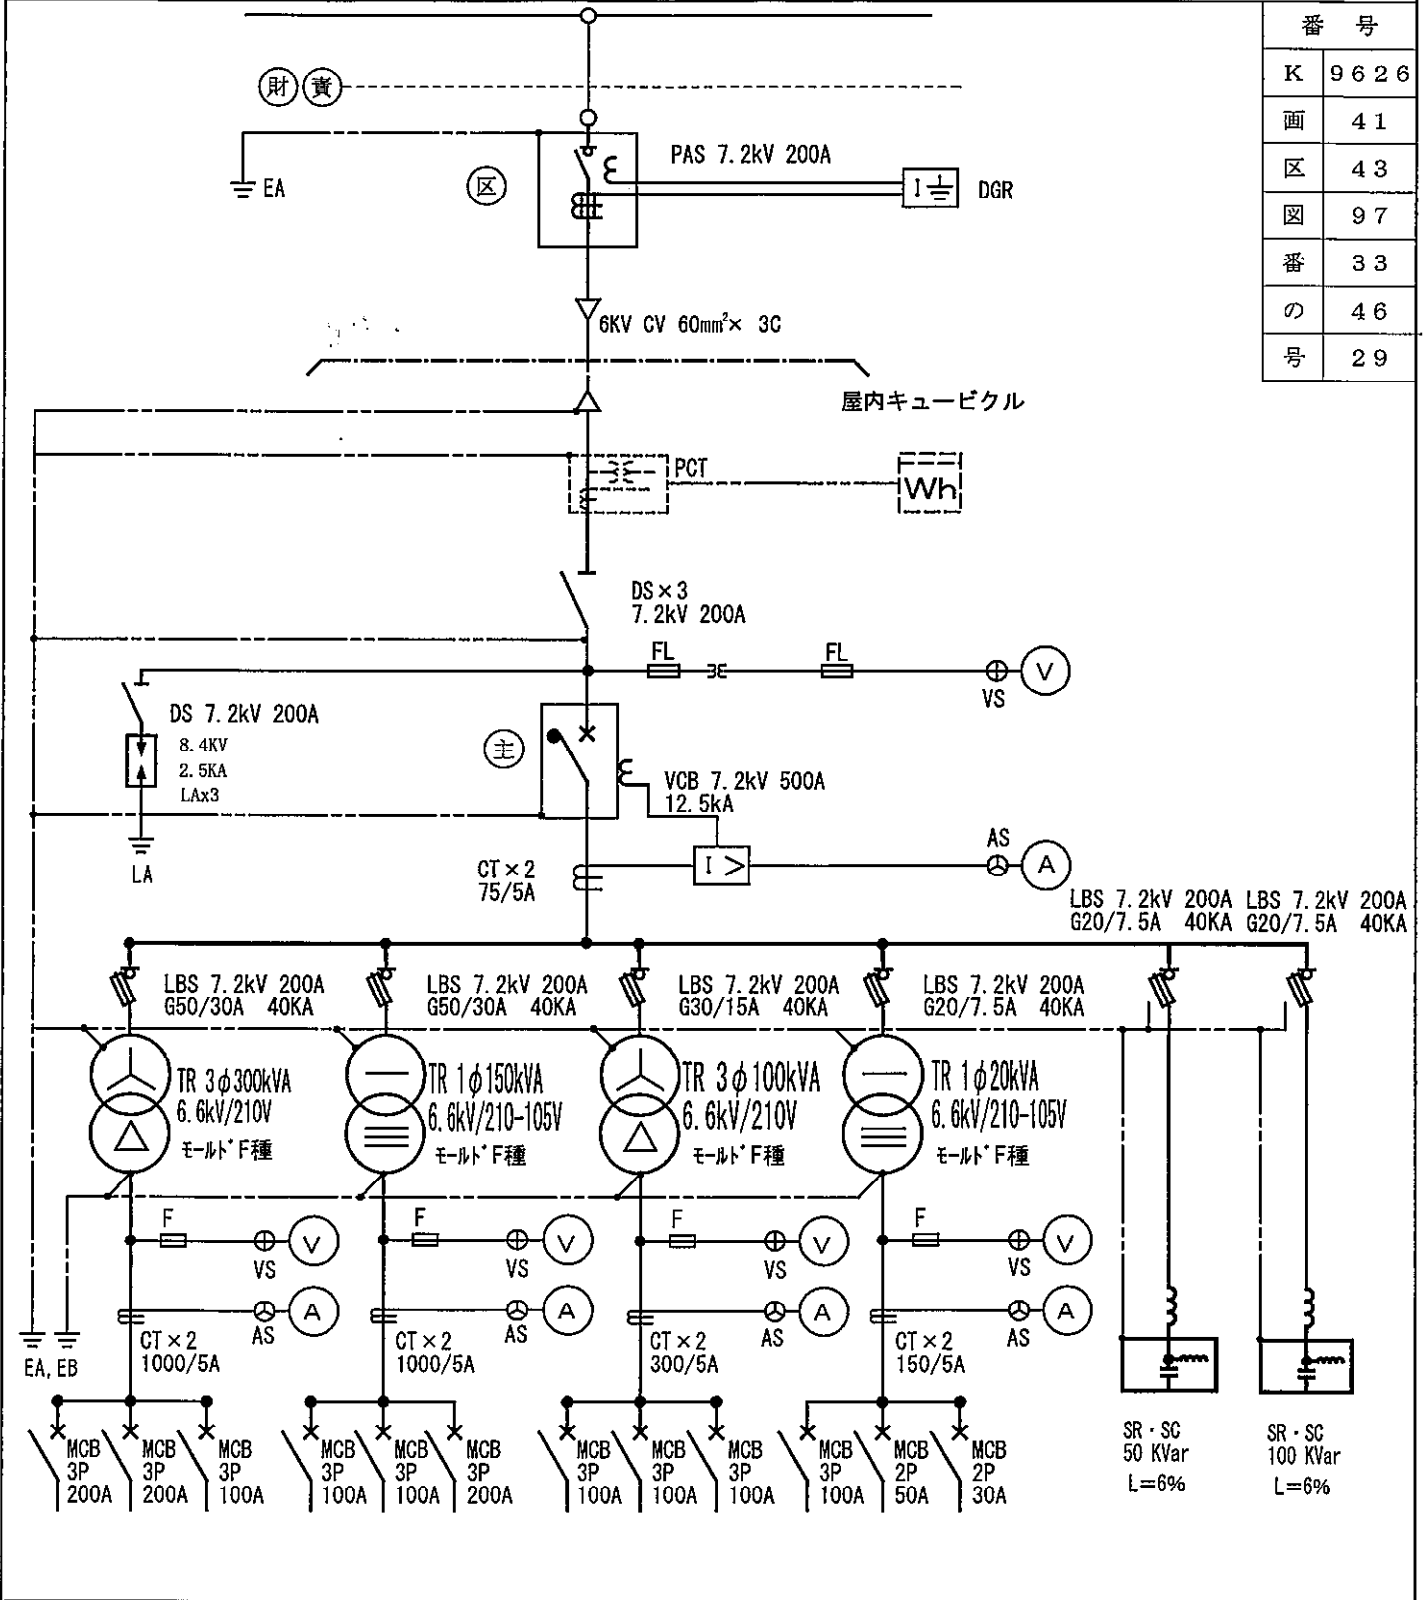 番 号
K 9626
画 41
区 43
図 97
番 33
の 46
号 29
財 責
EA
区
PAS 7.2kV 200A
I
DGR
6KV CV 60mm²× 3C
屋内キュービクル
PCT
Wh
DS×3
7.2kV 200A
FL
FL
VS
V
DS 7.2kV 200A
8.4KV
2.5KA
LAx3
LA
主
VCB 7.2kV 500A
12.5kA
CT×2
75/5A
I >
AS
A
LBS 7.2kV 200A
G20/7.5A 40KA
LBS 7.2kV 200A
G20/7.5A 40KA
LBS 7.2kV 200A
G50/30A 40KA
LBS 7.2kV 200A
G50/30A 40KA
LBS 7.2kV 200A
G30/15A 40KA
LBS 7.2kV 200A
G20/7.5A 40KA
TR 3φ300kVA
6.6kV/210V
モールドF種
TR 1φ150kVA
6.6kV/210-105V
モールドF種
TR 3φ100kVA
6.6kV/210V
モールドF種
TR 1φ20kVA
6.6kV/210-105V
モールドF種
F
VS
V
F
VS
V
F
VS
V
F
VS
V
AS
A
AS
A
AS
A
AS
A
CT×2
1000/5A
CT×2
1000/5A
CT×2
300/5A
CT×2
150/5A
EA, EB
MCB
3P
200A
MCB
3P
200A
MCB
3P
100A
MCB
3P
100A
MCB
3P
100A
MCB
3P
200A
MCB
3P
100A
MCB
3P
100A
MCB
3P
100A
MCB
3P
100A
MCB
2P
50A
MCB
2P
30A
SR・SC
50 KVar
L=6%
SR・SC
100 KVar
L=6%